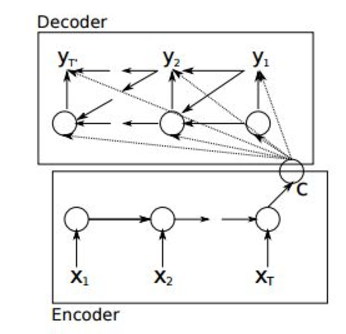 Decoder
yT' y2 y1
C
x1 x2 xT
Encoder